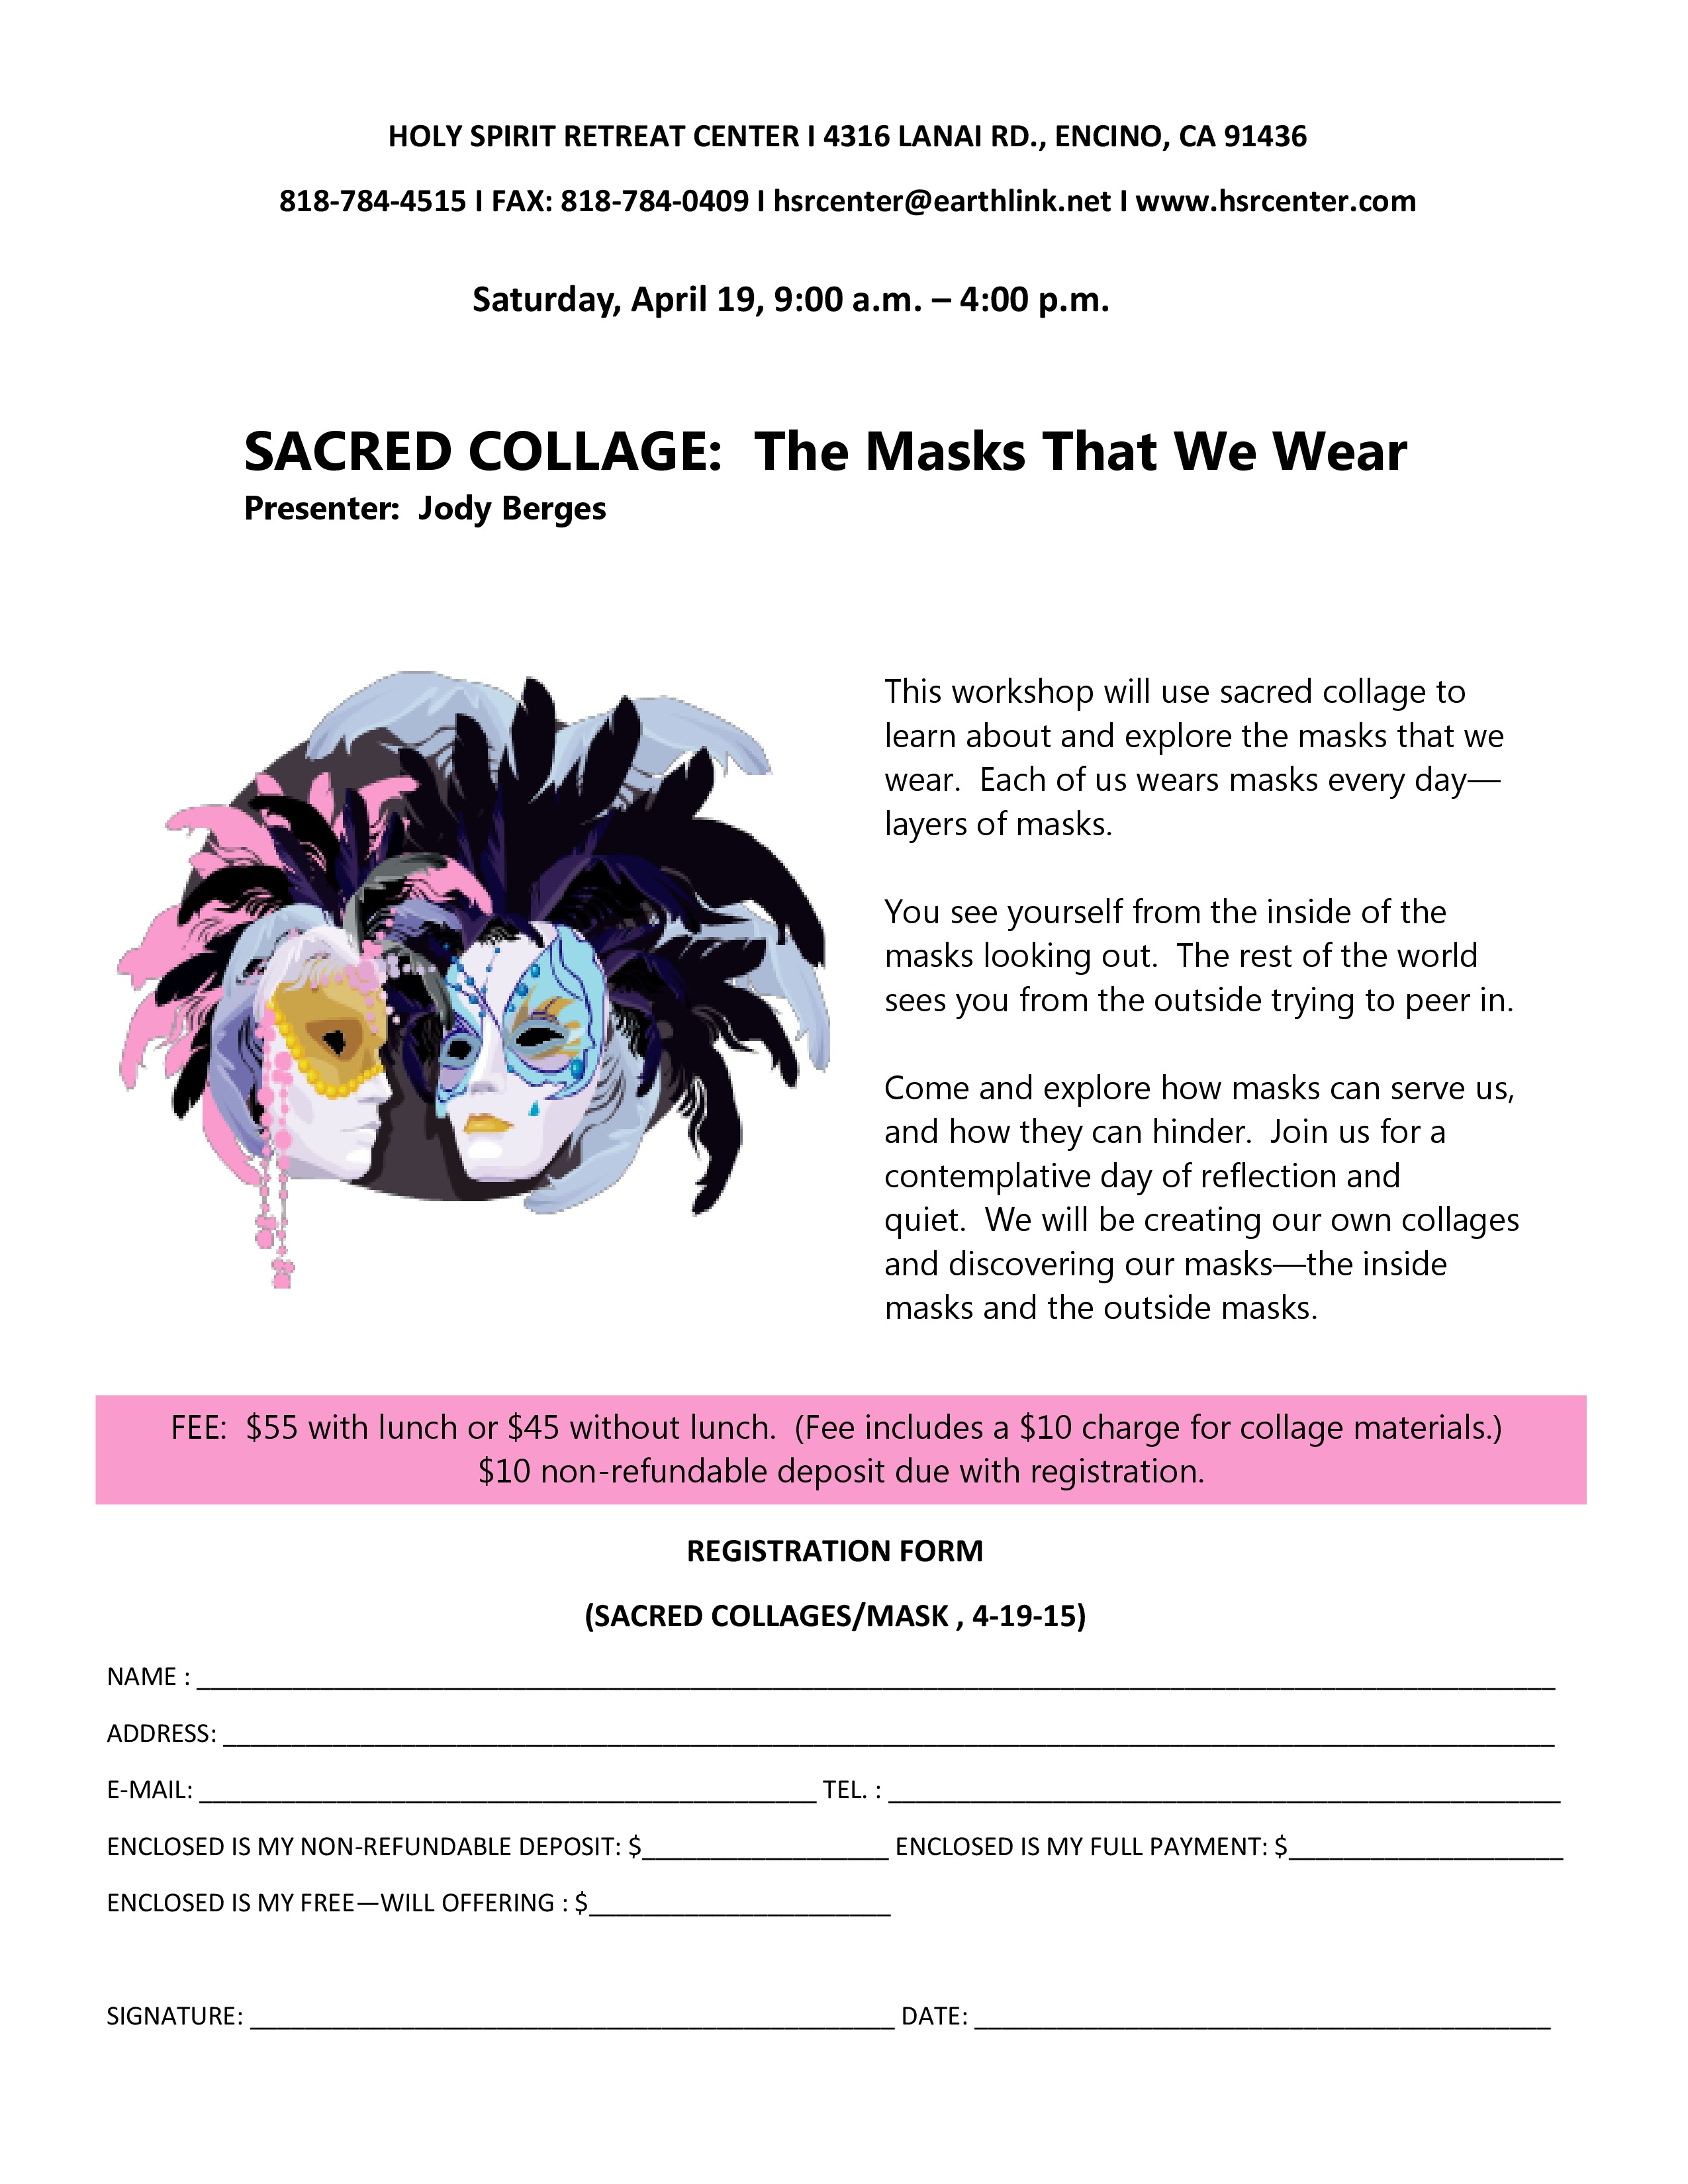 HOLY SPIRIT RETREAT CENTER I 4316 LANAI RD., ENCINO, CA 91436
818-784-4515 I FAX: 818-784-0409 I hsrcenter@earthlink.net I www.hsrcenter.com
Saturday, April 19, 9:00 a.m. – 4:00 p.m.
SACRED COLLAGE:  The Masks That We Wear
Presenter:  Jody Berges
This workshop will use sacred collage to
learn about and explore the masks that we
wear.  Each of us wears masks every day—
layers of masks.
You see yourself from the inside of the
masks looking out.  The rest of the world
sees you from the outside trying to peer in.
Come and explore how masks can serve us,
and how they can hinder.  Join us for a
contemplative day of reflection and
quiet.  We will be creating our own collages
and discovering our masks—the inside
masks and the outside masks.
FEE:  $55 with lunch or $45 without lunch.  (Fee includes a $10 charge for collage materials.)
$10 non-refundable deposit due with registration.
REGISTRATION FORM
(SACRED COLLAGES/MASK , 4-19-15)
NAME : ____________________
ADDRESS: ____________________
E-MAIL: ____________________ TEL. : ____________________
ENCLOSED IS MY NON-REFUNDABLE DEPOSIT: $____________________ ENCLOSED IS MY FULL PAYMENT: $____________________
ENCLOSED IS MY FREE—WILL OFFERING : $____________________
SIGNATURE: ____________________ DATE: ____________________